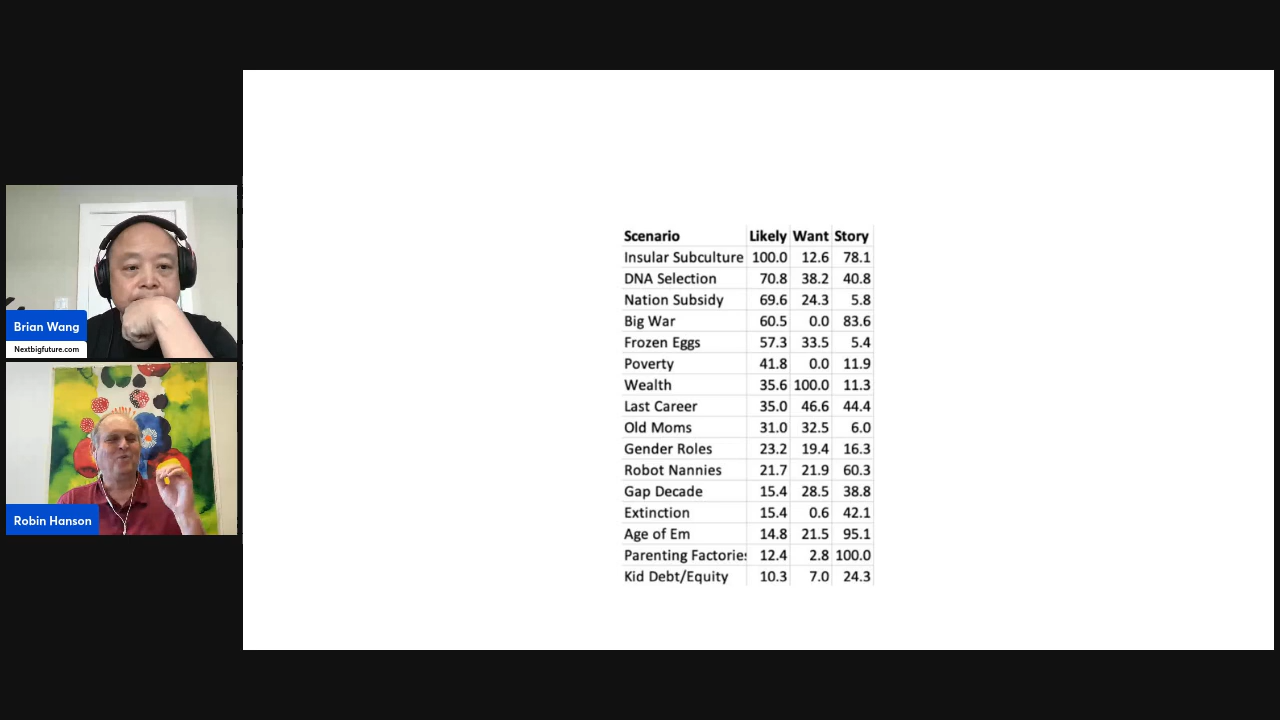 Brian Wang
Nextbigfuture.com
Robin Hanson
Scenario Likely Want Story
Insular Subculture 100.0 12.6 78.1
DNA Selection 70.8 38.2 40.8
Nation Subsidy 69.6 24.3 5.8
Big War 60.5 0.0 83.6
Frozen Eggs 57.3 33.5 5.4
Poverty 41.8 0.0 11.9
Wealth 35.6 100.0 11.3
Last Career 35.0 46.6 44.4
Old Moms 31.0 32.5 6.0
Gender Roles 23.2 19.4 16.3
Robot Nannies 21.7 21.9 60.3
Gap Decade 15.4 28.5 38.8
Extinction 15.4 0.6 42.1
Age of Em 14.8 21.5 95.1
Parenting Factories 12.4 2.8 100.0
Kid Debt/Equity 10.3 7.0 24.3